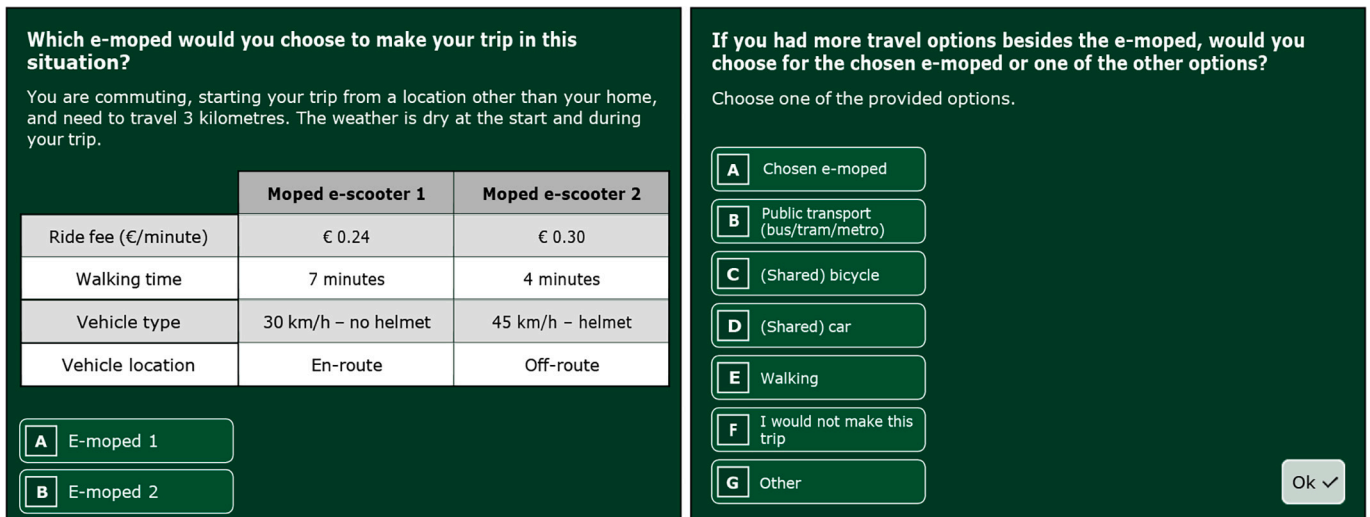 Which e-moped would you choose to make your trip in this
situation?
You are commuting, starting your trip from a location other than your home,
and need to travel 3 kilometres. The weather is dry at the start and during
your trip.
Moped e-scooter 1 Moped e-scooter 2
Ride fee (€/minute) € 0.24 € 0.30
Walking time 7 minutes 4 minutes
Vehicle type 30 km/h – no helmet 45 km/h – helmet
Vehicle location En-route Off-route
A E-moped 1
B E-moped 2
If you had more travel options besides the e-moped, would you
choose for the chosen e-moped or one of the other options?
Choose one of the provided options.
A Chosen e-moped
B Public transport
(bus/tram/metro)
C (Shared) bicycle
D (Shared) car
E Walking
F I would not make this
trip
G Other
Ok ✓